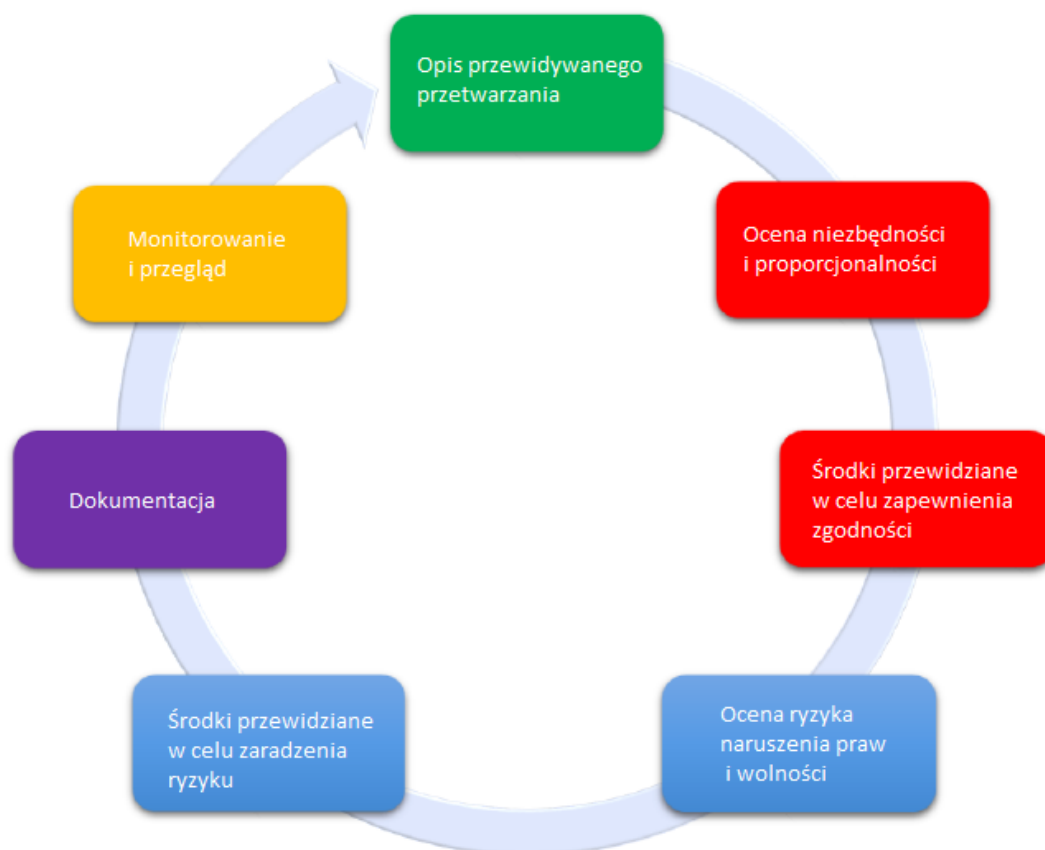 Opis przewidywanego
przetwarzania
Ocena niezbędności
i proporcjonalności
Środki przewidziane
w celu zapewnienia
zgodności
Ocena ryzyka
naruszenia praw
i wolności
Środki przewidziane
w celu zaradzenia
ryzyku
Dokumentacja
Monitorowanie
i przegląd